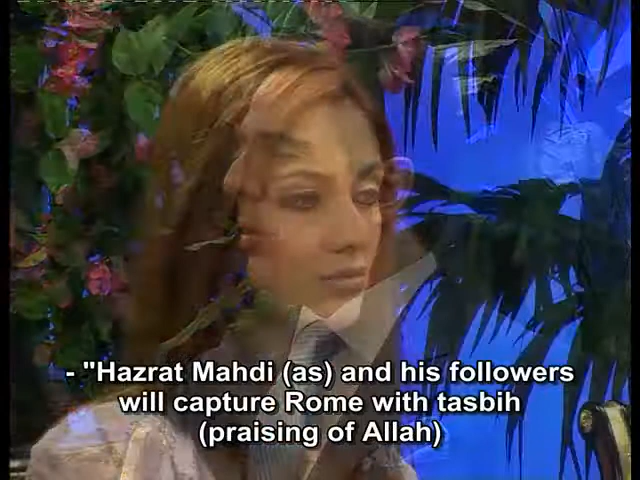 - "Hazrat Mahdi (as) and his followers
will capture Rome with tasbih
(praising of Allah)